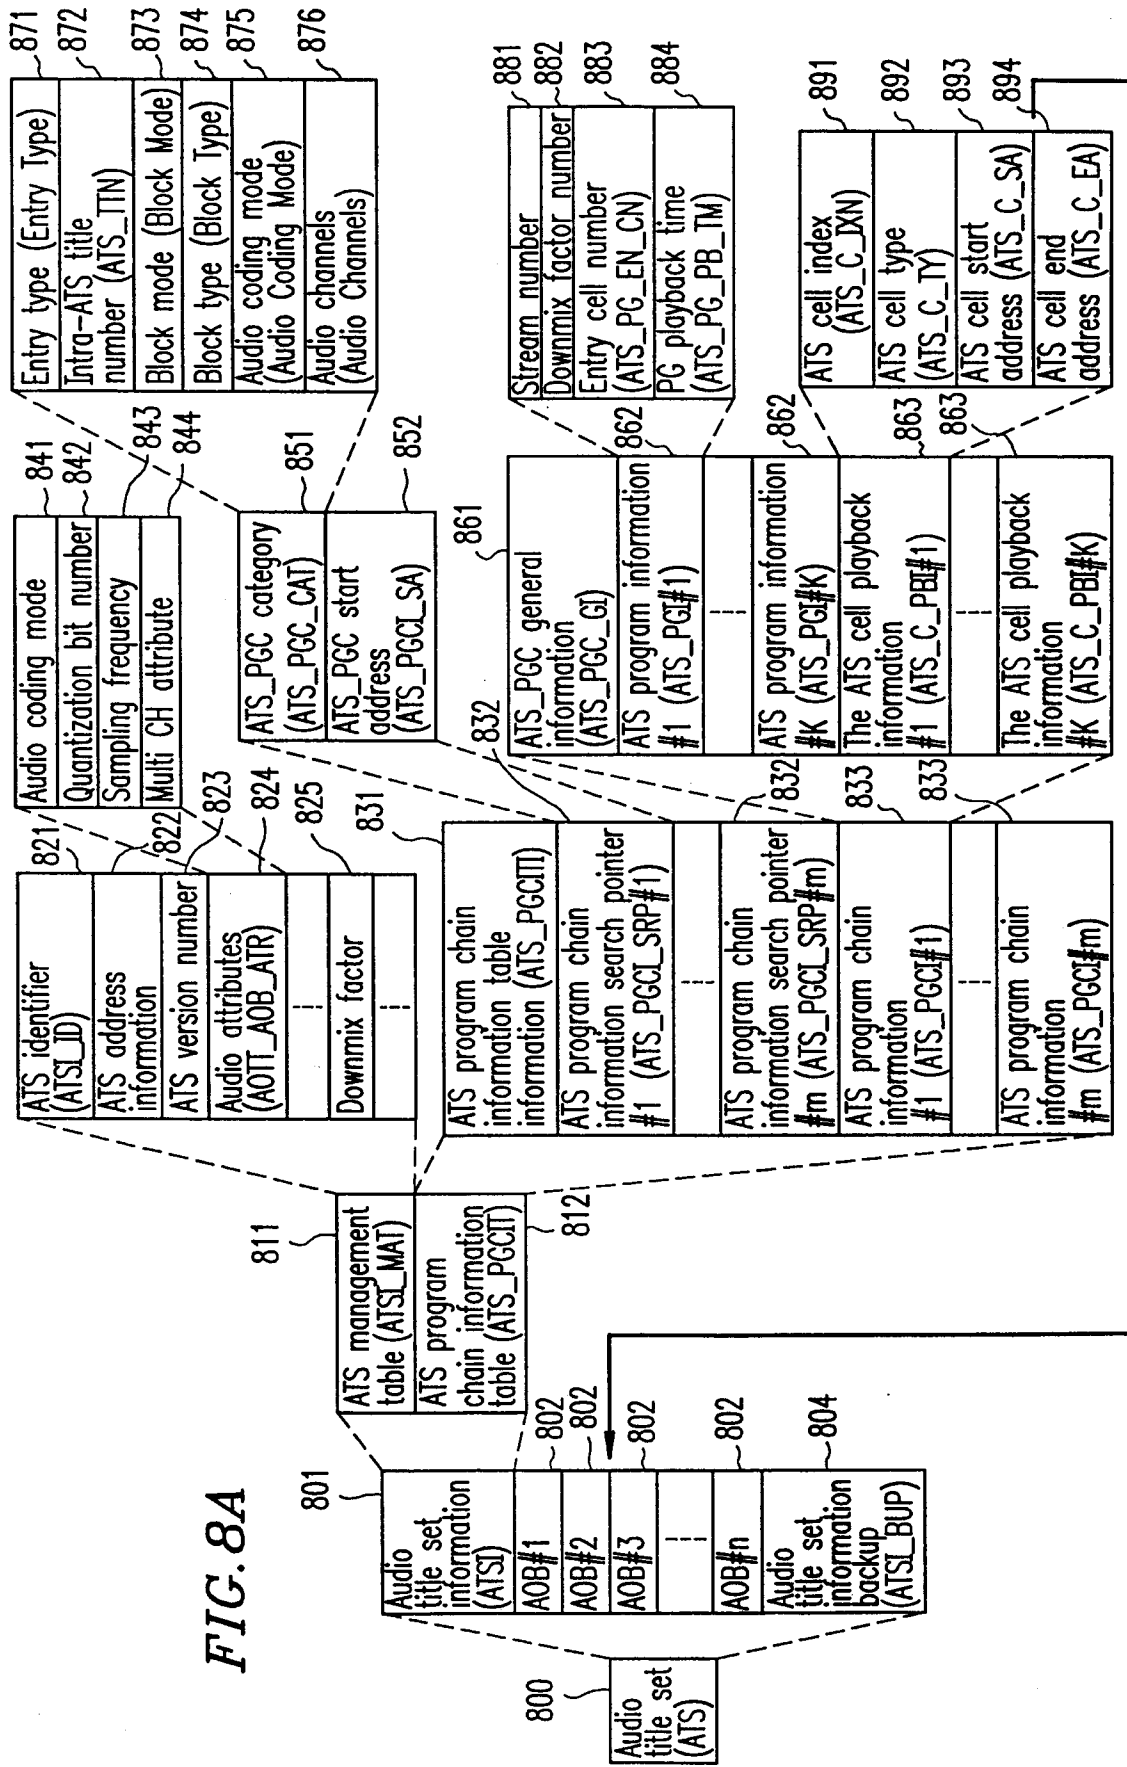 FIG. 8A
800
Audio
title set
(ATS)
801
Audio
title set
information
(ATSI)
AOB#1
AOB#2
AOB#3
AOB#n
Audio
title set
information
backup
(ATSI_BUP)
802
802
802
802
804
811
ATS management
table (ATSI_MAT)
ATS program
chain information
table (ATS_PGCIT)
812
ATS identifier
(ATSI_ID)
ATS address
information
ATS version number
Audio attributes
(AOTT_AOB_ATR)
Downmix factor
821
822
823
824
825
831
ATS program chain
information table
information (ATS_PGCITI)
ATS program chain
information search pointer
#1 (ATS_PGCI_SRP#1)
ATS program chain
information search pointer
#m (ATS_PGCI_SRP#m)
ATS program chain
information
#1 (ATS_PGCI#1)
ATS program chain
information
#m (ATS_PGCI#m)
832
832
833
833
Audio coding mode
Quantization bit number
Sampling frequency
Multi CH attribute
841
842
843
844
ATS_PGC category
(ATS_PGC_CAT)
ATS_PGC start
address
(ATS_PGCI_SA)
851
852
861
ATS_PGC general
information
(ATS_PGC_GI)
ATS program information
#1 (ATS_PGI#1)
ATS program information
#K (ATS_PGI#K)
The ATS cell playback
information
#1 (ATS_C_PBI#1)
The ATS cell playback
information
#K (ATS_C_PBI#K)
862
862
863
863
Entry type (Entry Type)
Intra-ATS title
number (ATS_TTN)
Block mode (Block Mode)
Block type (Block Type)
Audio coding mode
(Audio Coding Mode)
Audio channels
(Audio Channels)
871
872
873
874
875
876
Stream number
Downmix factor number
Entry cell number
(ATS_PG_EN_CN)
PG playback time
(ATS_PG_PB_TM)
881
882
883
884
ATS cell index
(ATS_C_IXN)
ATS cell type
(ATS_C_TY)
ATS cell start
address (ATS_C_SA)
ATS cell end
address (ATS_C_EA)
891
892
893
894